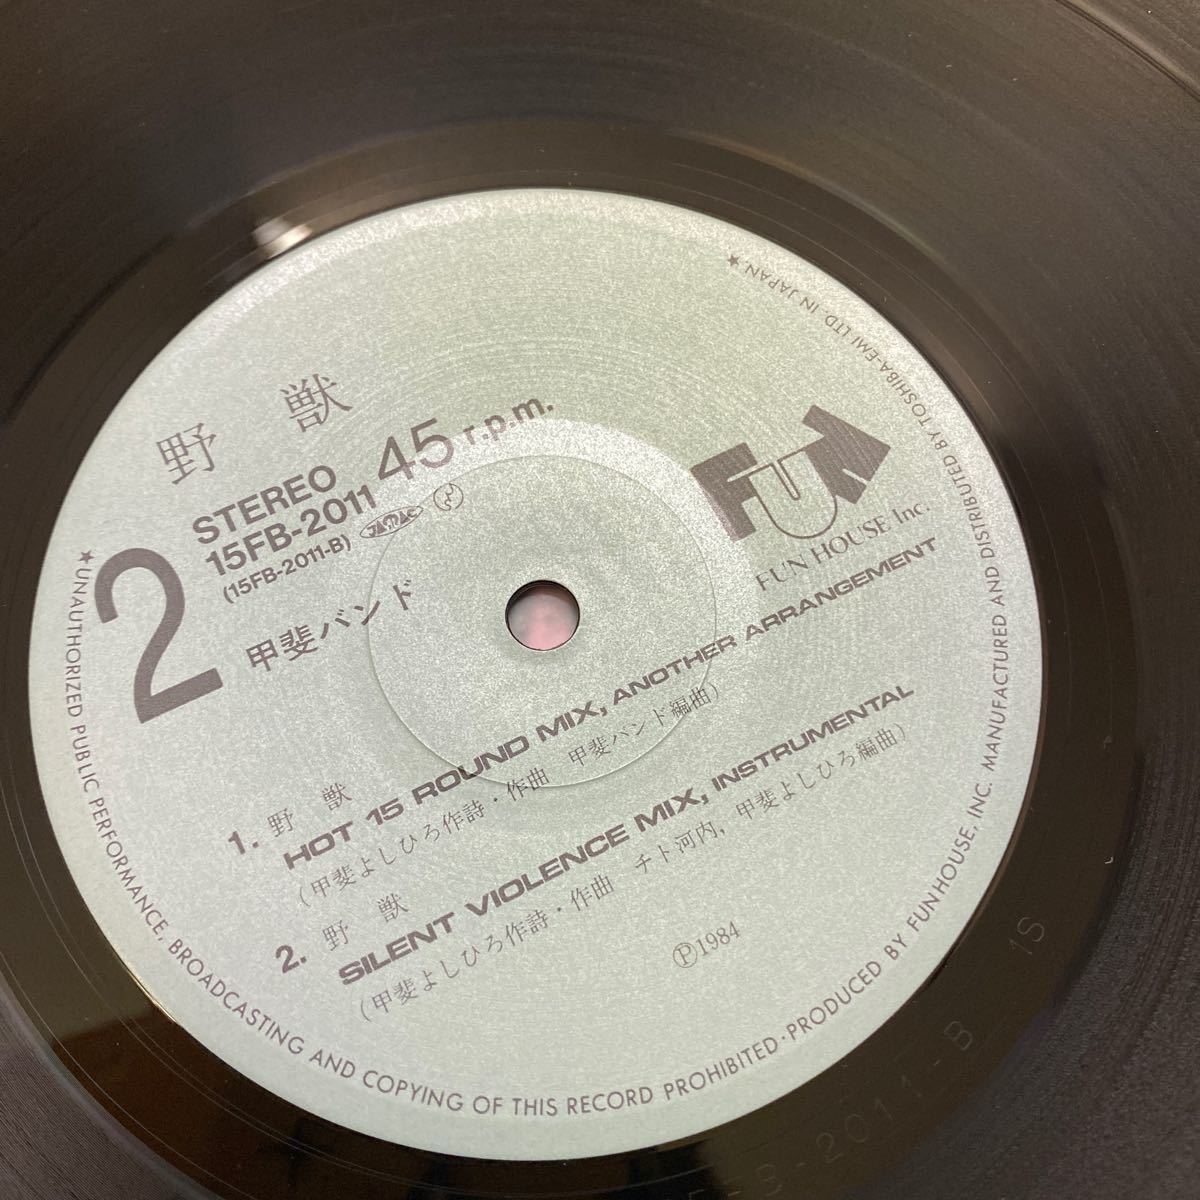 野獣
STEREO
15FB-2011
(15FB-2011-B)
45 r.p.m.
JASRAC
2
甲斐バンド
FUN
FUN HOUSE Inc.
1. 野獣
HOT 15 ROUND MIX, ANOTHER ARRANGEMENT
(甲斐よしひろ作詩・作曲 甲斐バンド編曲)
2. 野獣
SILENT VIOLENCE MIX, INSTRUMENTAL
(甲斐よしひろ作詩・作曲 チト河内, 甲斐よしひろ編曲)
Ⓟ1984
★UNAUTHORIZED PUBLIC PERFORMANCE, BROADCASTING AND COPYING OF THIS RECORD PROHIBITED·PRODUCED BY FUNHOUSE, INC. MANUFACTURED AND DISTRIBUTED BY TOSHIBA-EMI LTD. IN JAPAN★
B-2011-B 1S